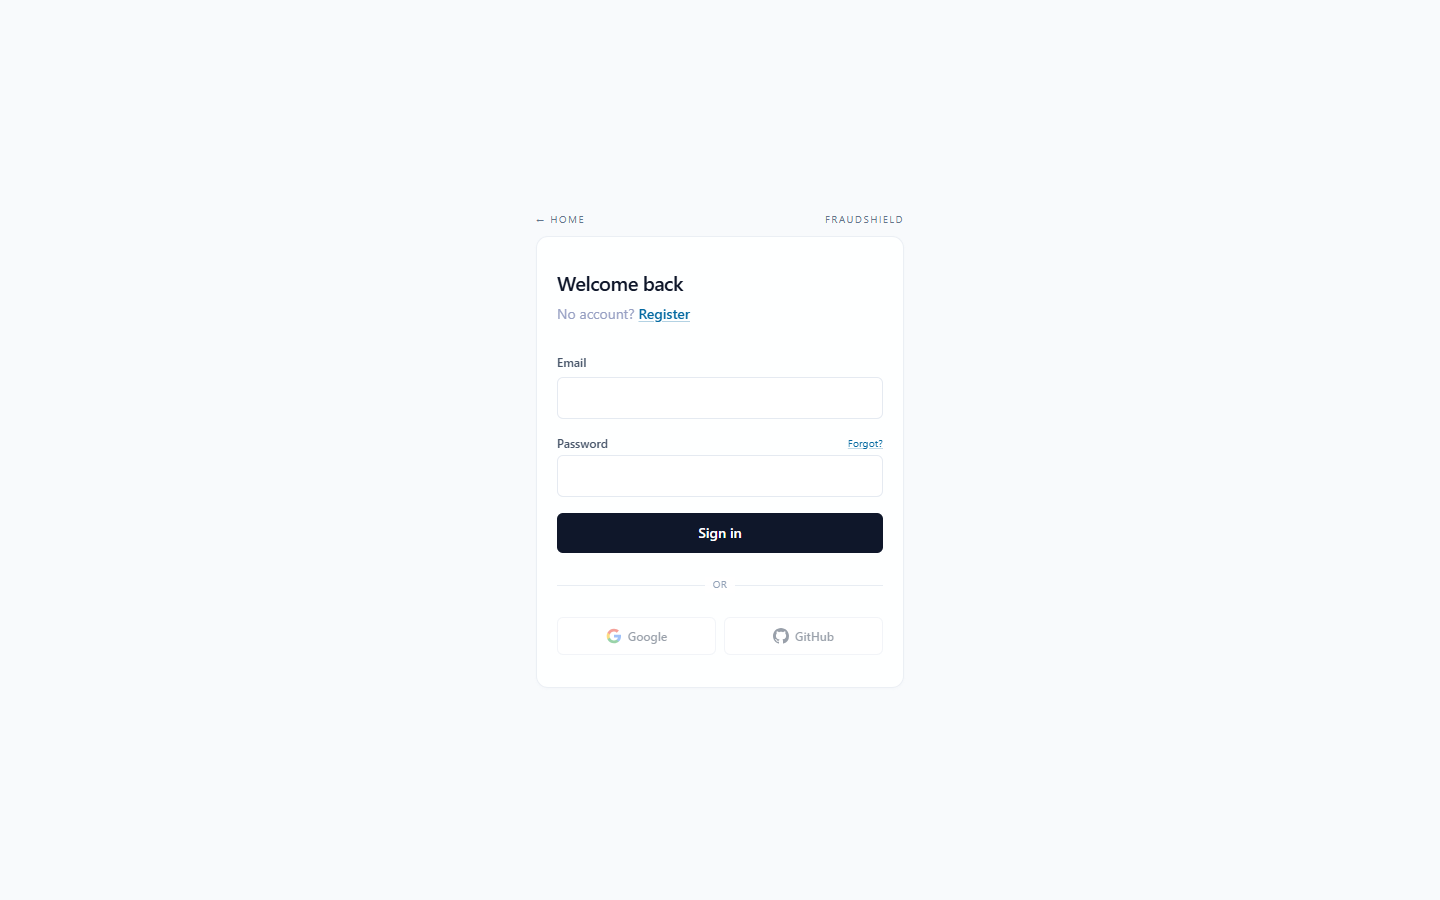 ← HOME FRAUDSHIELD
Welcome back
No account? Register
Email
Password Forgot?
Sign in
OR
Google GitHub